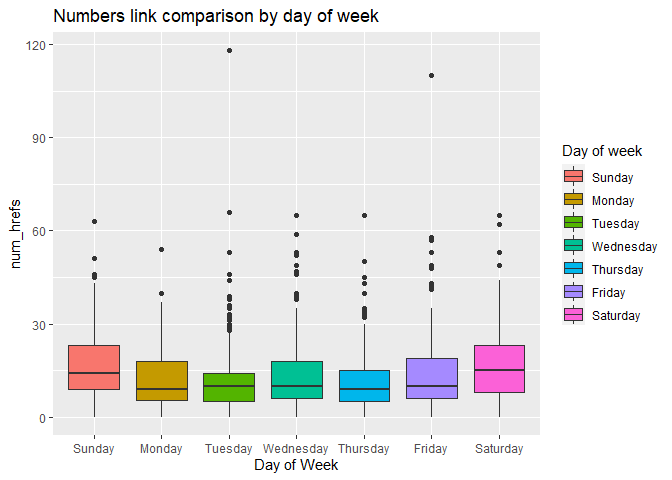 Numbers link comparison by day of week
120
90
60
30
0
num_hrefs
Sunday Monday Tuesday Wednesday Thursday Friday Saturday
Day of Week
Day of week
Sunday
Monday
Tuesday
Wednesday
Thursday
Friday
Saturday